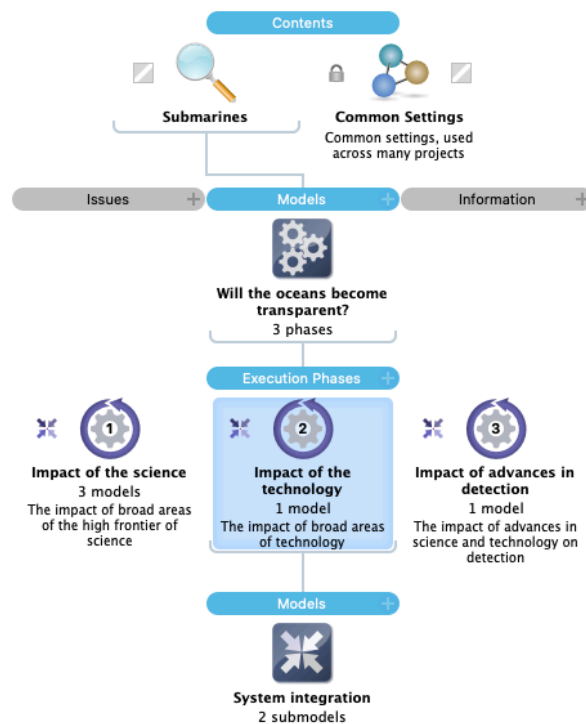 Contents
Submarines
Common Settings
Common settings, used
across many projects
Issues
Models
Information
Will the oceans become
transparent?
3 phases
Execution Phases
1
2
3
Impact of the science
3 models
The impact of broad areas
of the high frontier of
science
Impact of the
technology
1 model
The impact of broad areas
of technology
Impact of advances in
detection
1 model
The impact of advances in
science and technology on
detection
Models
System integration
2 submodels